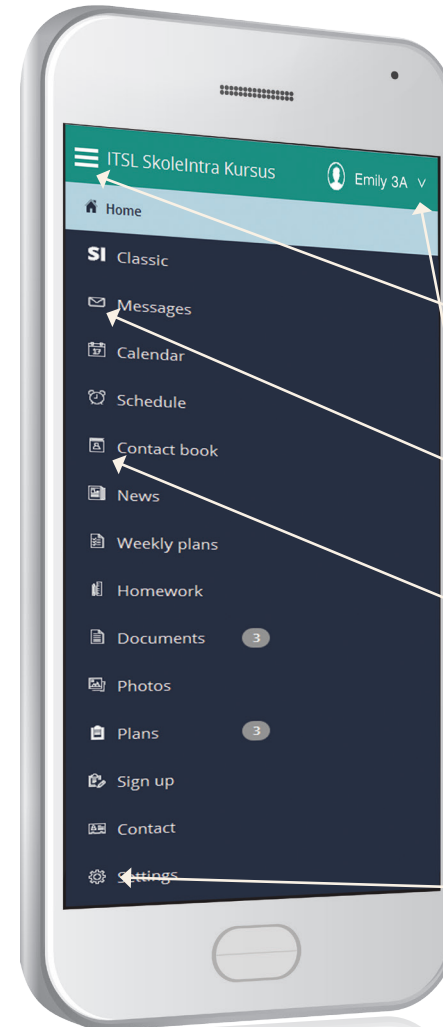 ITSL SkoleIntra Kursus
Emily 3A
Home
SI Classic
Messages
Calendar
Schedule
Contact book
News
Weekly plans
Homework
Documents 3
Photos
Plans 3
Sign up
Contact
Settings